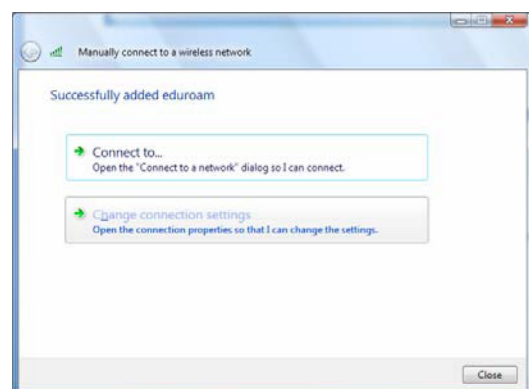 Manually connect to a wireless network
Successfully added eduroam
Connect to...
Open the "Connect to a network" dialog so I can connect.
Change connection settings
Open the connection properties so that I can change the settings.
Close